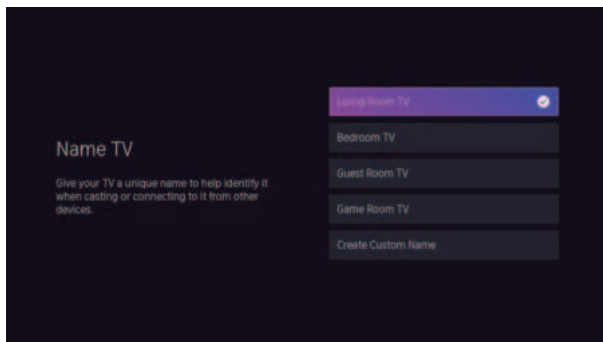 Living Room TV
Bedroom TV
Name TV
Guest Room TV
Give your TV a unique name to help identify it
when casting or connecting to it from other
devices.
Game Room TV
Create Custom Name